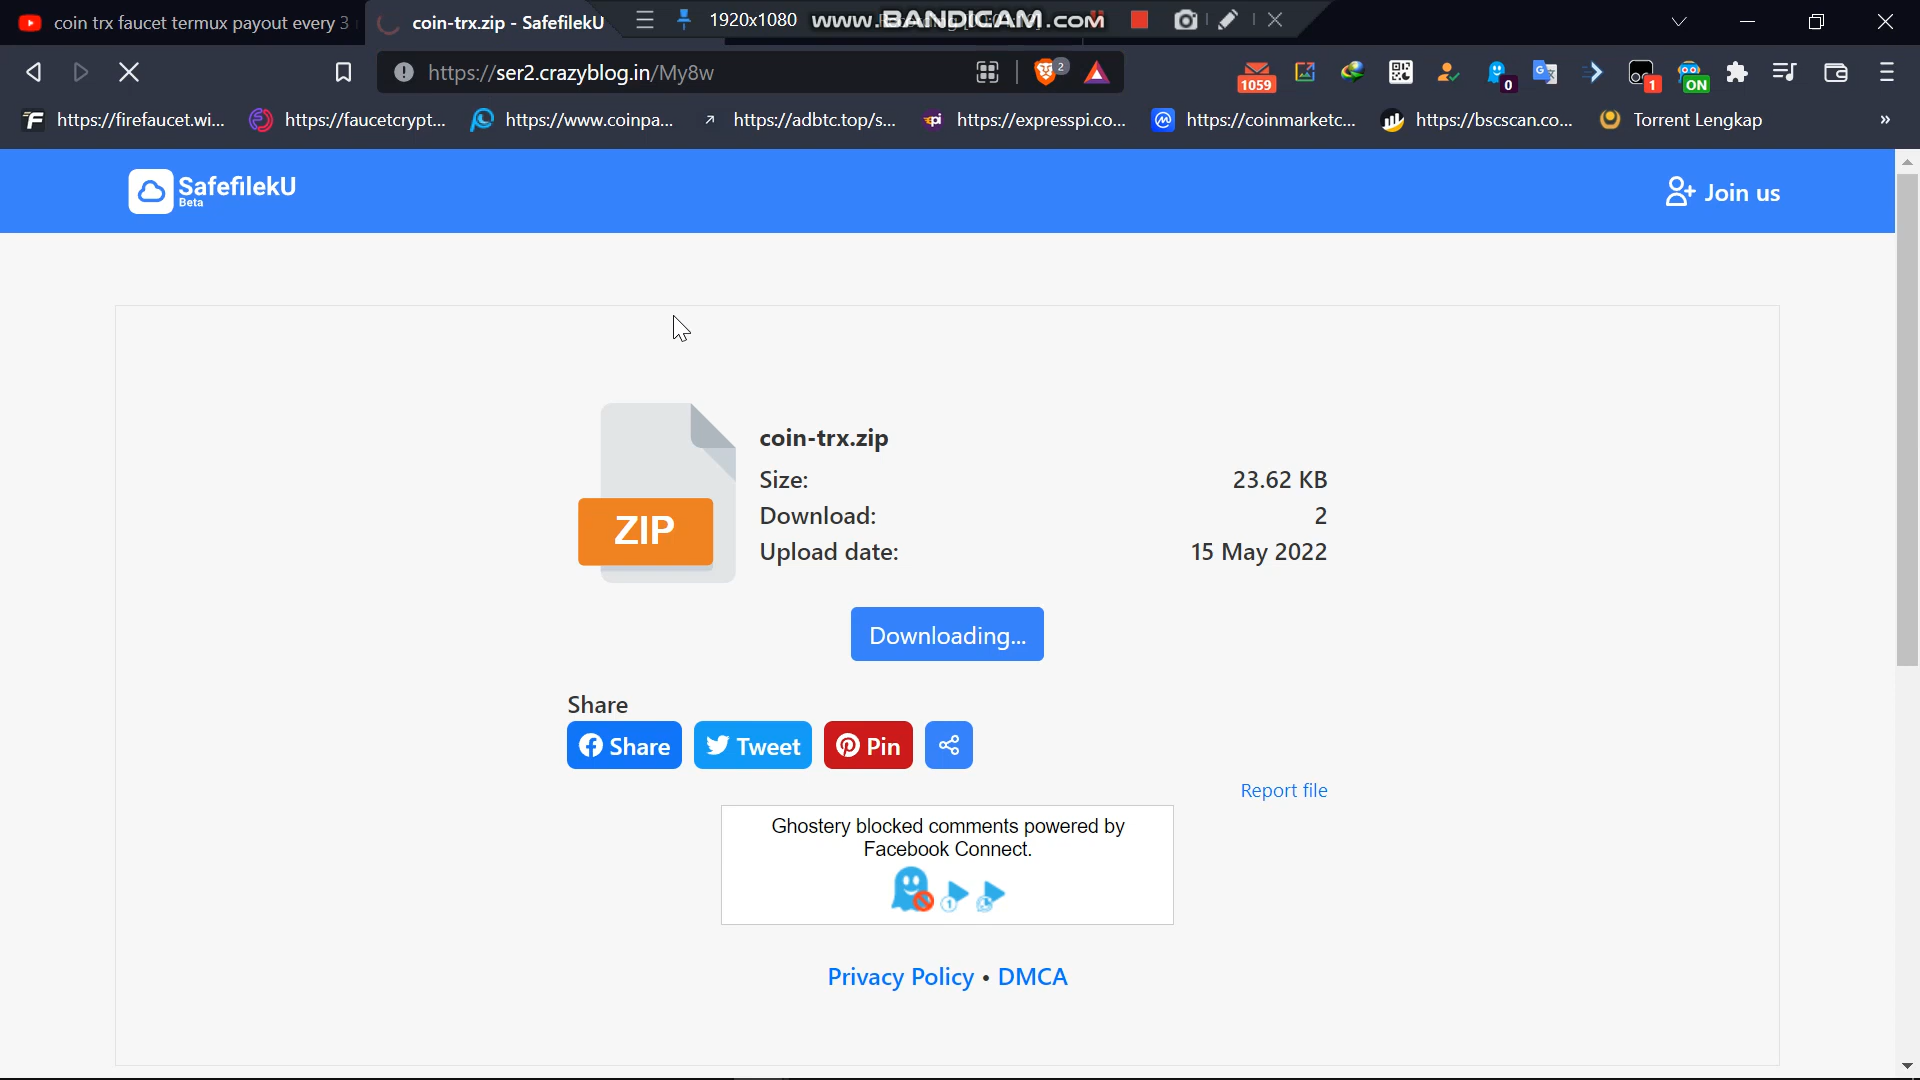 coin trx faucet termux payout every 3
coin-trx.zip - SafefilekU
1920x1080
www.BANDICAM.com
https://ser2.crazyblog.in/My8w
2
1059
0
1
ON
https://firefaucet.wi...
https://faucetcrypt...
https://www.coinpa...
https://adbtc.top/s...
https://expresspi.co...
https://coinmarketc...
https://bscscan.co...
Torrent Lengkap
»
SafefilekU
Beta
Join us
coin-trx.zip
Size: 23.62 KB
Download: 2
Upload date: 15 May 2022
ZIP
Downloading...
Share
Share
Tweet
Pin
Report file
Ghostery blocked comments powered by
Facebook Connect.
Privacy Policy • DMCA